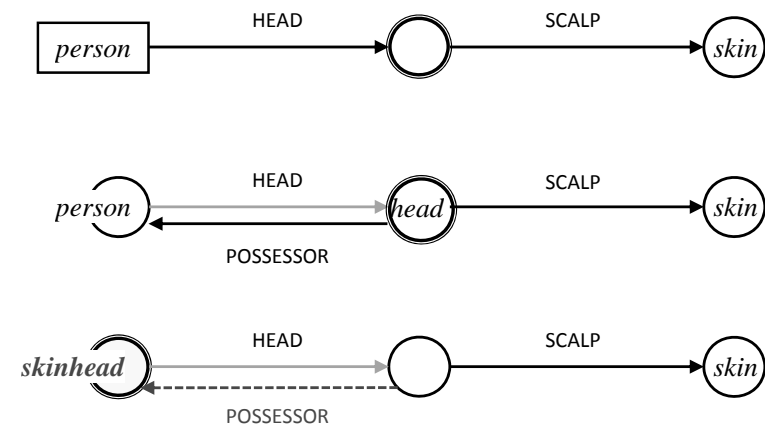 HEAD SCALP
person skin
HEAD SCALP
person head skin
POSSESSOR
HEAD SCALP
skinhead skin
POSSESSOR